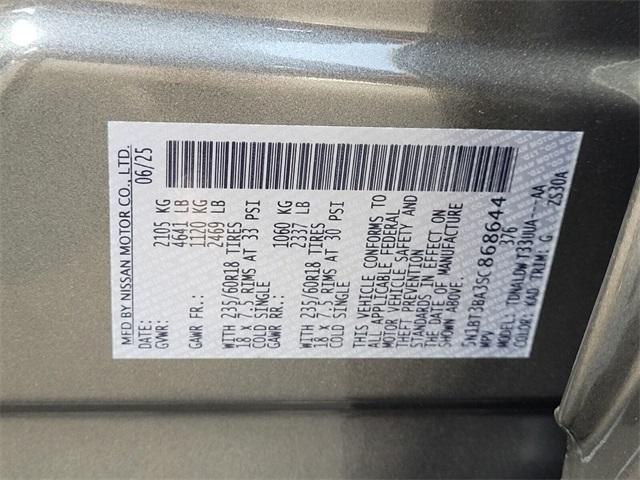 MFD BY NISSAN MOTOR CO., LTD.
DATE: 06/25
GVWR: 2105 KG
4641 LB
GAWR FR.: 1120 KG
2469 LB
WITH 235/60R18 TIRES
18 X 7.5 RIMS AT 33 PSI
COLD SINGLE
GAWR RR.: 1060 KG
2337 LB
WITH 235/60R18 TIRES
18 X 7.5 RIMS AT 30 PSI
COLD SINGLE
THIS VEHICLE CONFORMS TO
ALL APPLICABLE FEDERAL
MOTOR VEHICLE SAFETY AND
THEFT PREVENTION
STANDARDS IN EFFECT ON
THE DATE OF MANUFACTURE
SHOWN ABOVE.
5N1BT3BA3SC868644
MPV 376
MODEL: TDMALDWT33UUA---AA
COLOR: KAD TRIM: G ZS30A